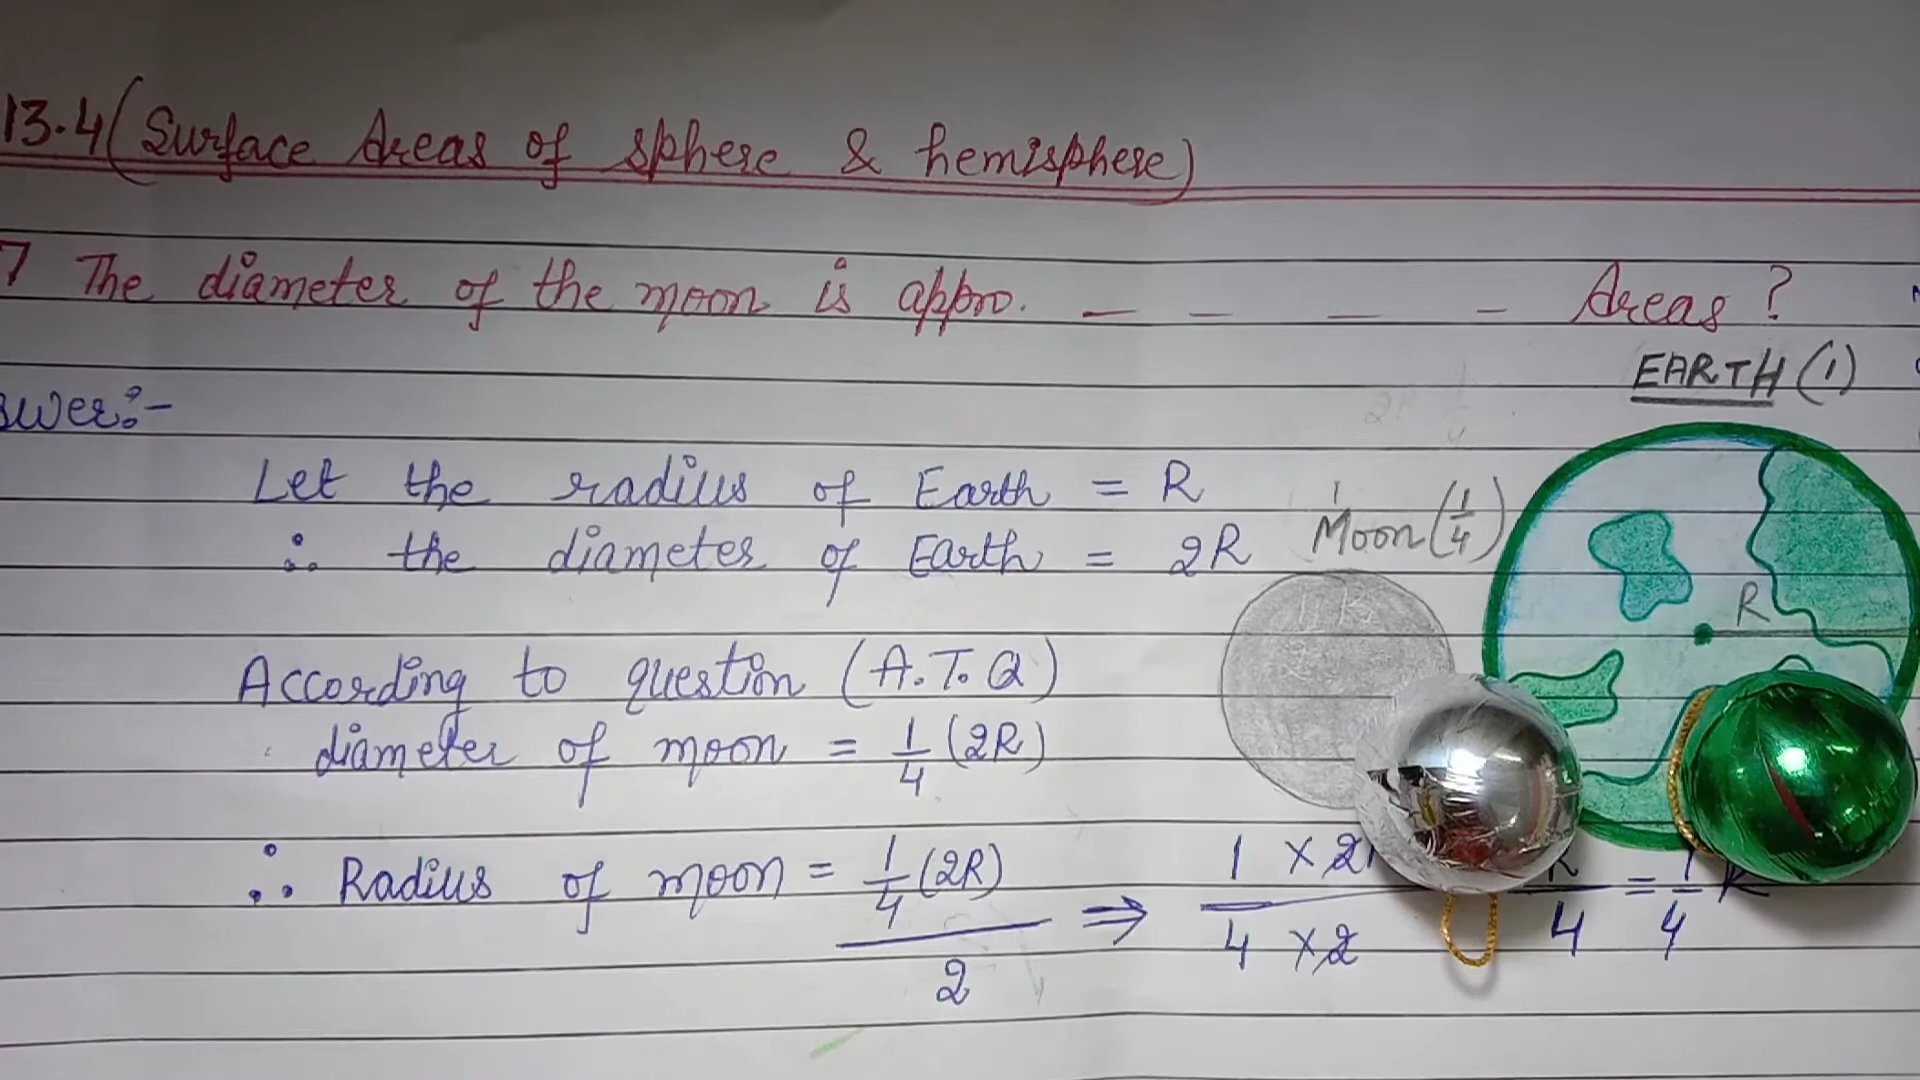 13.4 (Surface Areas of sphere & hemisphere)
7 The diameter of the moon is appro. — — — — Areas?
EARTH (1)
swer:-
Let the radius of Earth = R
Moon (1/4)
∴ the diameter of Earth = 2R
R
According to question (A.T.Q)
diameter of moon = 1/4 (2R)
∴ Radius of moon = 1/4 (2R) / 2 ⇒ 1 × 2 / 4 × 2 R/4 = 1/4 R